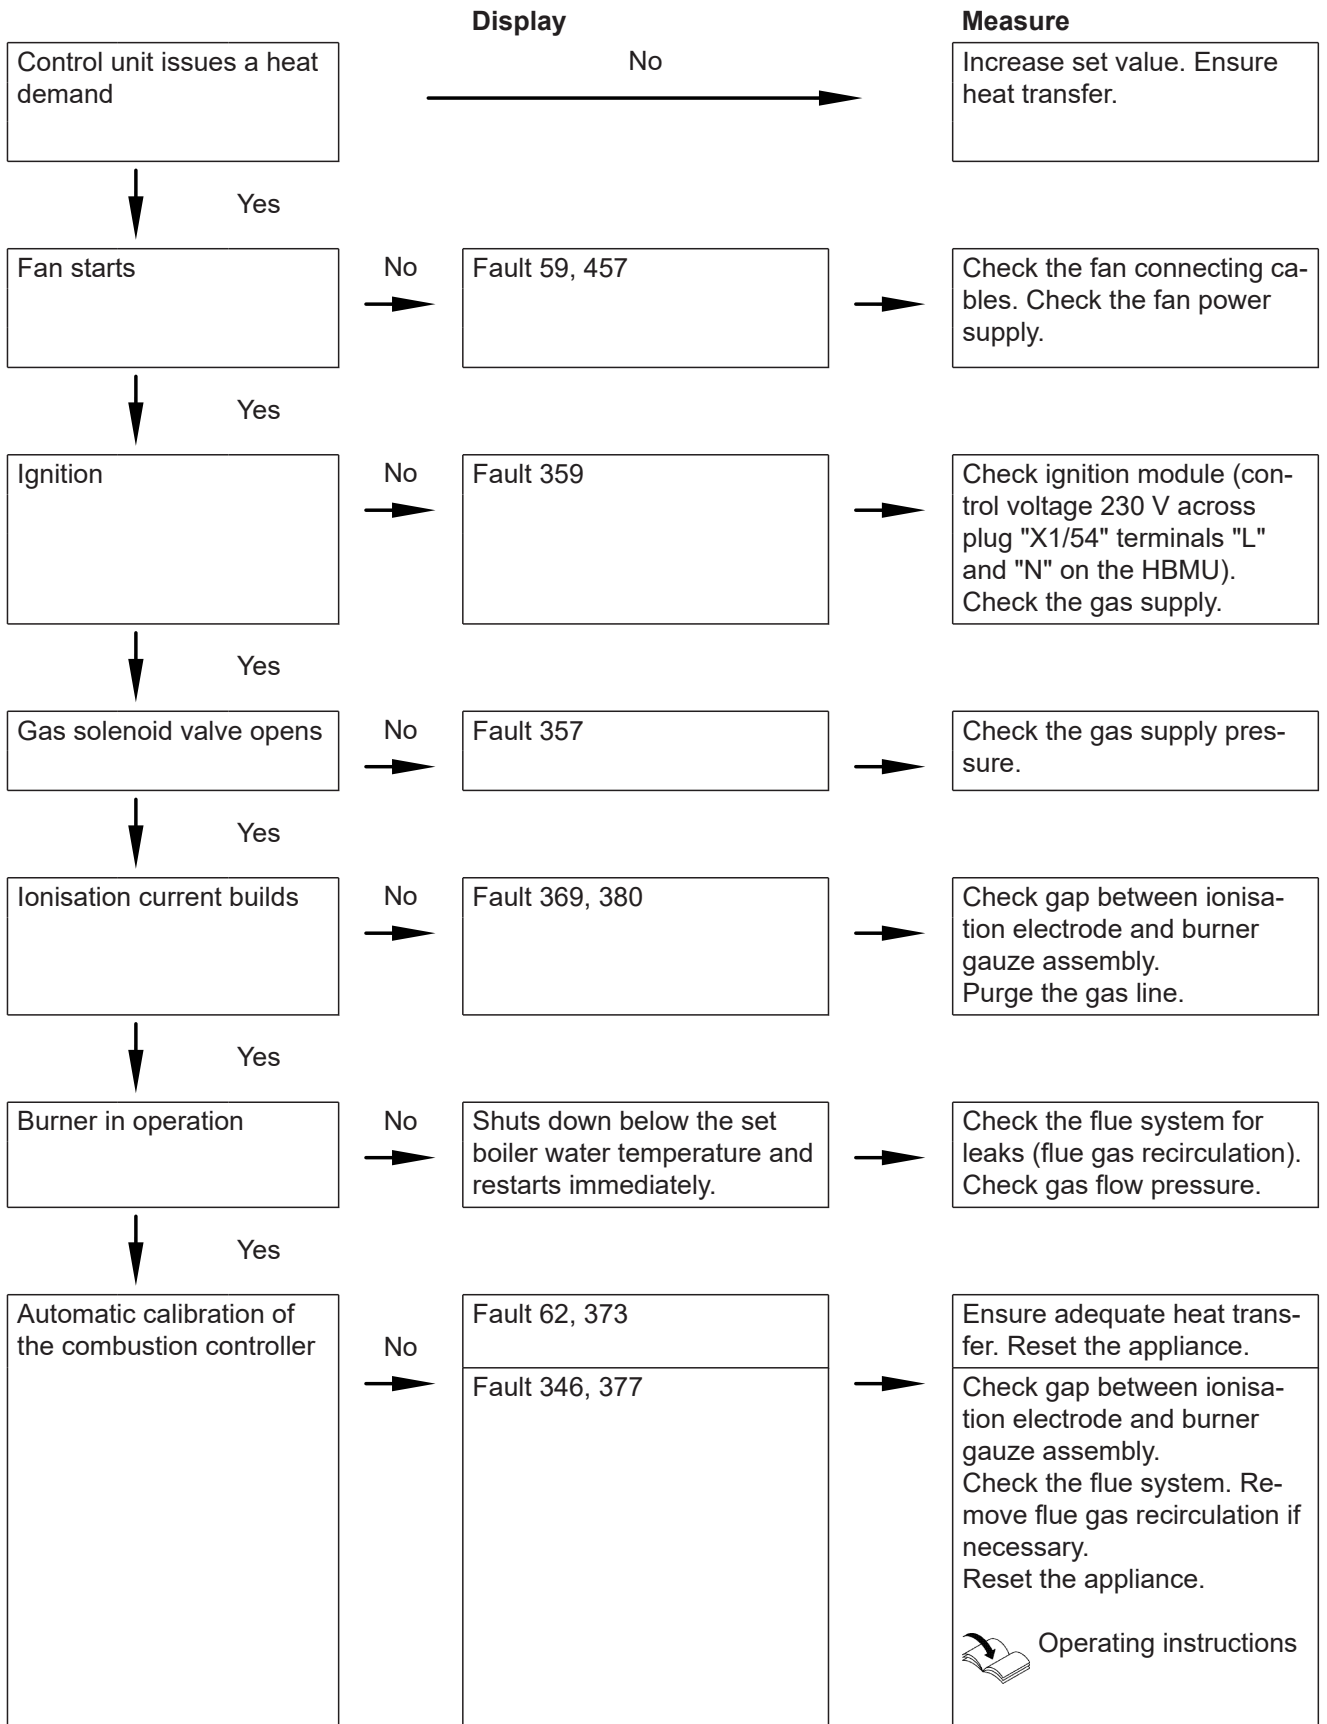 Display
Measure
Control unit issues a heat
demand
No
Increase set value. Ensure
heat transfer.
Yes
Fan starts
No
Fault 59, 457
Check the fan connecting ca-
bles. Check the fan power
supply.
Yes
Ignition
No
Fault 359
Check ignition module (con-
trol voltage 230 V across
plug "X1/54" terminals "L"
and "N" on the HBMU).
Check the gas supply.
Yes
Gas solenoid valve opens
No
Fault 357
Check the gas supply pres-
sure.
Yes
Ionisation current builds
No
Fault 369, 380
Check gap between ionisa-
tion electrode and burner
gauze assembly.
Purge the gas line.
Yes
Burner in operation
No
Shuts down below the set
boiler water temperature and
restarts immediately.
Check the flue system for
leaks (flue gas recirculation).
Check gas flow pressure.
Yes
Automatic calibration of
the combustion controller
No
Fault 62, 373
Ensure adequate heat trans-
fer. Reset the appliance.
Fault 346, 377
Check gap between ionisa-
tion electrode and burner
gauze assembly.
Check the flue system. Re-
move flue gas recirculation if
necessary.
Reset the appliance.
Operating instructions